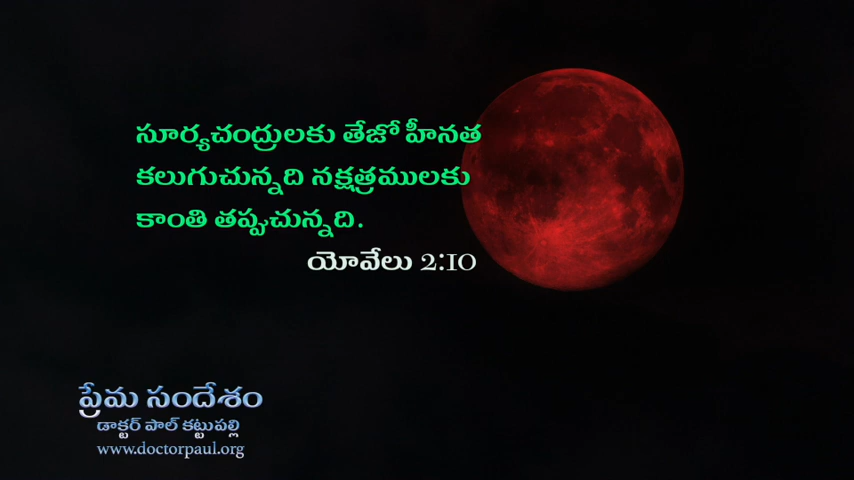 సూర్యచంద్రులకు తేజో హీనత
కలుగుచున్నది నక్షత్రములకు
కాంతి తప్పుచున్నది.
యోవేలు 2:10
ప్రేమ సందేశం
డాక్టర్ పాల్ కట్టుపల్లి
www.doctorpaul.org